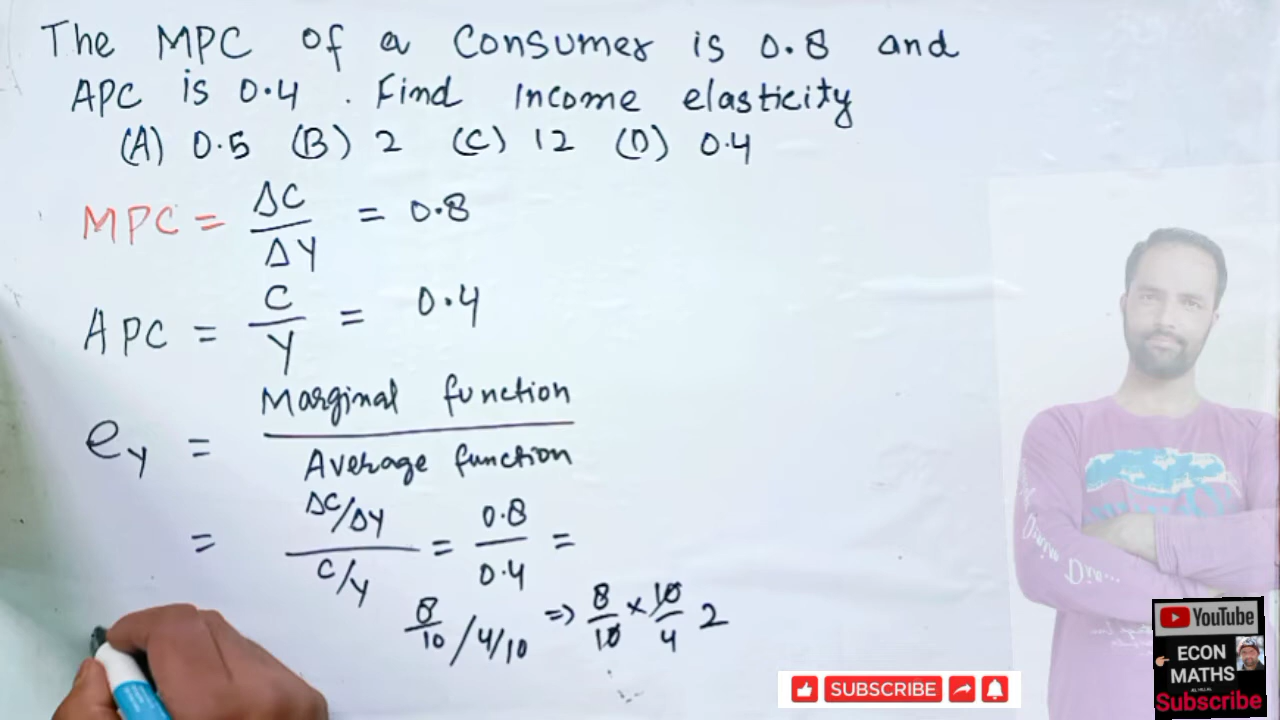 The MPC of a Consumer is 0.8 and
APC is 0.4 . Find Income elasticity
(A) 0.5 (B) 2 (C) 12 (D) 0.4
MPC = ΔC/ΔY = 0.8
APC = C/Y = 0.4
eY = Marginal function / Average function
= ΔC/ΔY / C/Y = 0.8/0.4 =
8/10 / 4/10 => 8/10 × 10/4 2
YouTube
ECON
MATHS
Subscribe
SUBSCRIBE